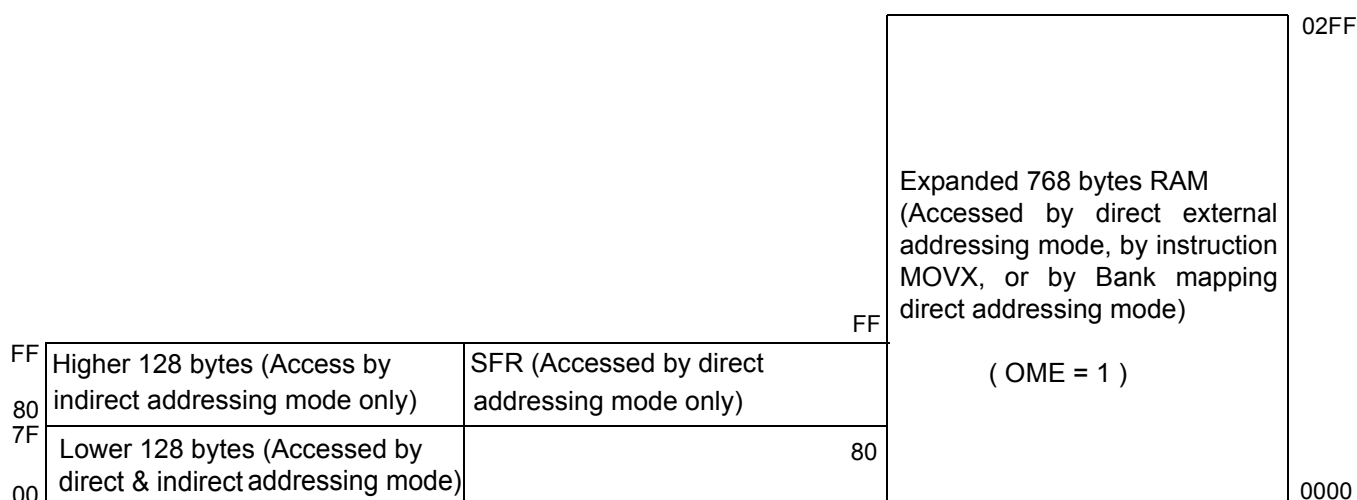 02FF
Expanded 768 bytes RAM
(Accessed by direct external
addressing mode, by instruction
MOVX, or by Bank mapping
direct addressing mode)
( OME = 1 )
0000
FF
FF
Higher 128 bytes (Access by
indirect addressing mode only)
80
SFR (Accessed by direct
addressing mode only)
7F
Lower 128 bytes (Accessed by
direct & indirect addressing mode)
00
80